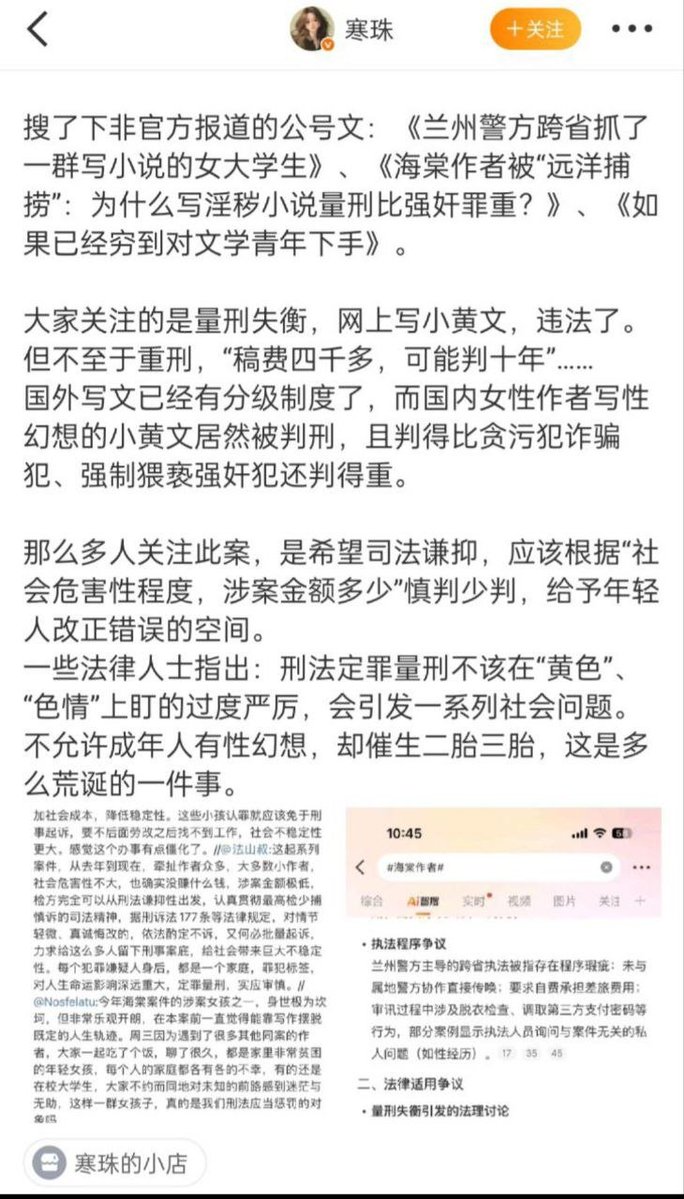 寒珠
+关注
搜了下非官方报道的公号文：《兰州警方跨省抓了
一群写小说的女大学生》、《海棠作者被“远洋捕
捞”：为什么写淫秽小说量刑比强奸罪重？》、《如
果已经穷到对文学青年下手》。
大家关注的是量刑失衡，网上写小黄文，违法了。
但不至于重刑，“稿费四千多，可能判十年”......
国外写文已经有分级制度了，而国内女性作者写性
幻想的小黄文居然被判刑，且判得比贪污犯诈骗
犯、强制猥亵强奸犯还判得重。
那么多人关注此案，是希望司法谦抑，应该根据“社
会危害性程度，涉案金额多少”慎判少判，给予年轻
人改正错误的空间。
一些法律人士指出：刑法定罪量刑不该在“黄色”、
“色情”上盯的过度严厉，会引发一系列社会问题。
不允许成年人有性幻想，却催生二胎三胎，这是多
么荒诞的一件事。
加社会成本，降低稳定性。这些小孩认罪就应该免于刑
事起诉，要不后面劳改之后找不到工作，社会不稳定性
更大。感觉这个办事有点僵化了。//@法山叔:这起系列
案件，从去年到现在，牵扯作者众多，大多数小作者，
社会危害性不大，也确实没赚什么钱，涉案金额极低，
检方完全可以从刑法谦抑性出发，认真贯彻最高检少捕
慎诉的司法精神，据刑诉法177条等法律规定，对情节
轻微、真诚悔改的，依法酌定不诉，又何必批量起诉，
力求给这么多人留下刑事案底，给社会带来巨大不稳定
性。每个犯罪嫌疑人身后，都是一个家庭，罪犯标签，
对人生命运影响深远重大，定罪量刑，实应审慎。//
@Nosfelatu:今年海棠案件的涉案女孩之一，身世极为坎
坷，但非常乐观开朗，在本案前一直觉得能靠写作摆脱
既定的人生轨迹。周三因为遇到了很多其他同案的作
者，大家一起吃了个饭，聊了很久，都是家里非常贫困
的年轻女孩，每个人的家庭都各有各的不幸，有的还是
在校大学生，大家不约而同地对未知的前路感到迷茫与
无助，这样一群女孩子，真的是我们刑法应当惩罚的对
象吗
10:45
#海棠作者#
综合 Ai智搜 实时 视频 图片 关注
• 执法程序争议
兰州警方主导的跨省执法被指存在程序瑕疵：未与
属地警方协作直接传唤；要求自费承担差旅费用；
审讯过程中涉及脱衣检查、调取第三方支付密码等
行为，部分案例显示执法人员询问与案件无关的私
人问题（如性经历）。 17 35 45
二、法律适用争议
• 量刑失衡引发的法理讨论
寒珠的小店